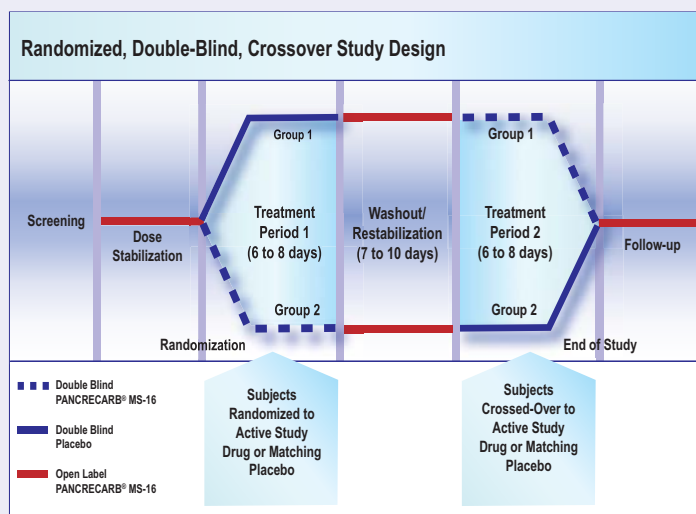 Randomized, Double-Blind, Crossover Study Design
Group 1
Group 1
Screening
Dose
Stabilization
Treatment
Period 1
(6 to 8 days)
Washout/
Restabilization
(7 to 10 days)
Treatment
Period 2
(6 to 8 days)
Follow-up
Group 2
Group 2
Randomization
End of Study
Double Blind
PANCRECARB® MS-16
Double Blind
Placebo
Open Label
PANCRECARB® MS-16
Subjects
Randomized to
Active Study
Drug or Matching
Placebo
Subjects
Crossed-Over to
Active Study
Drug or Matching
Placebo